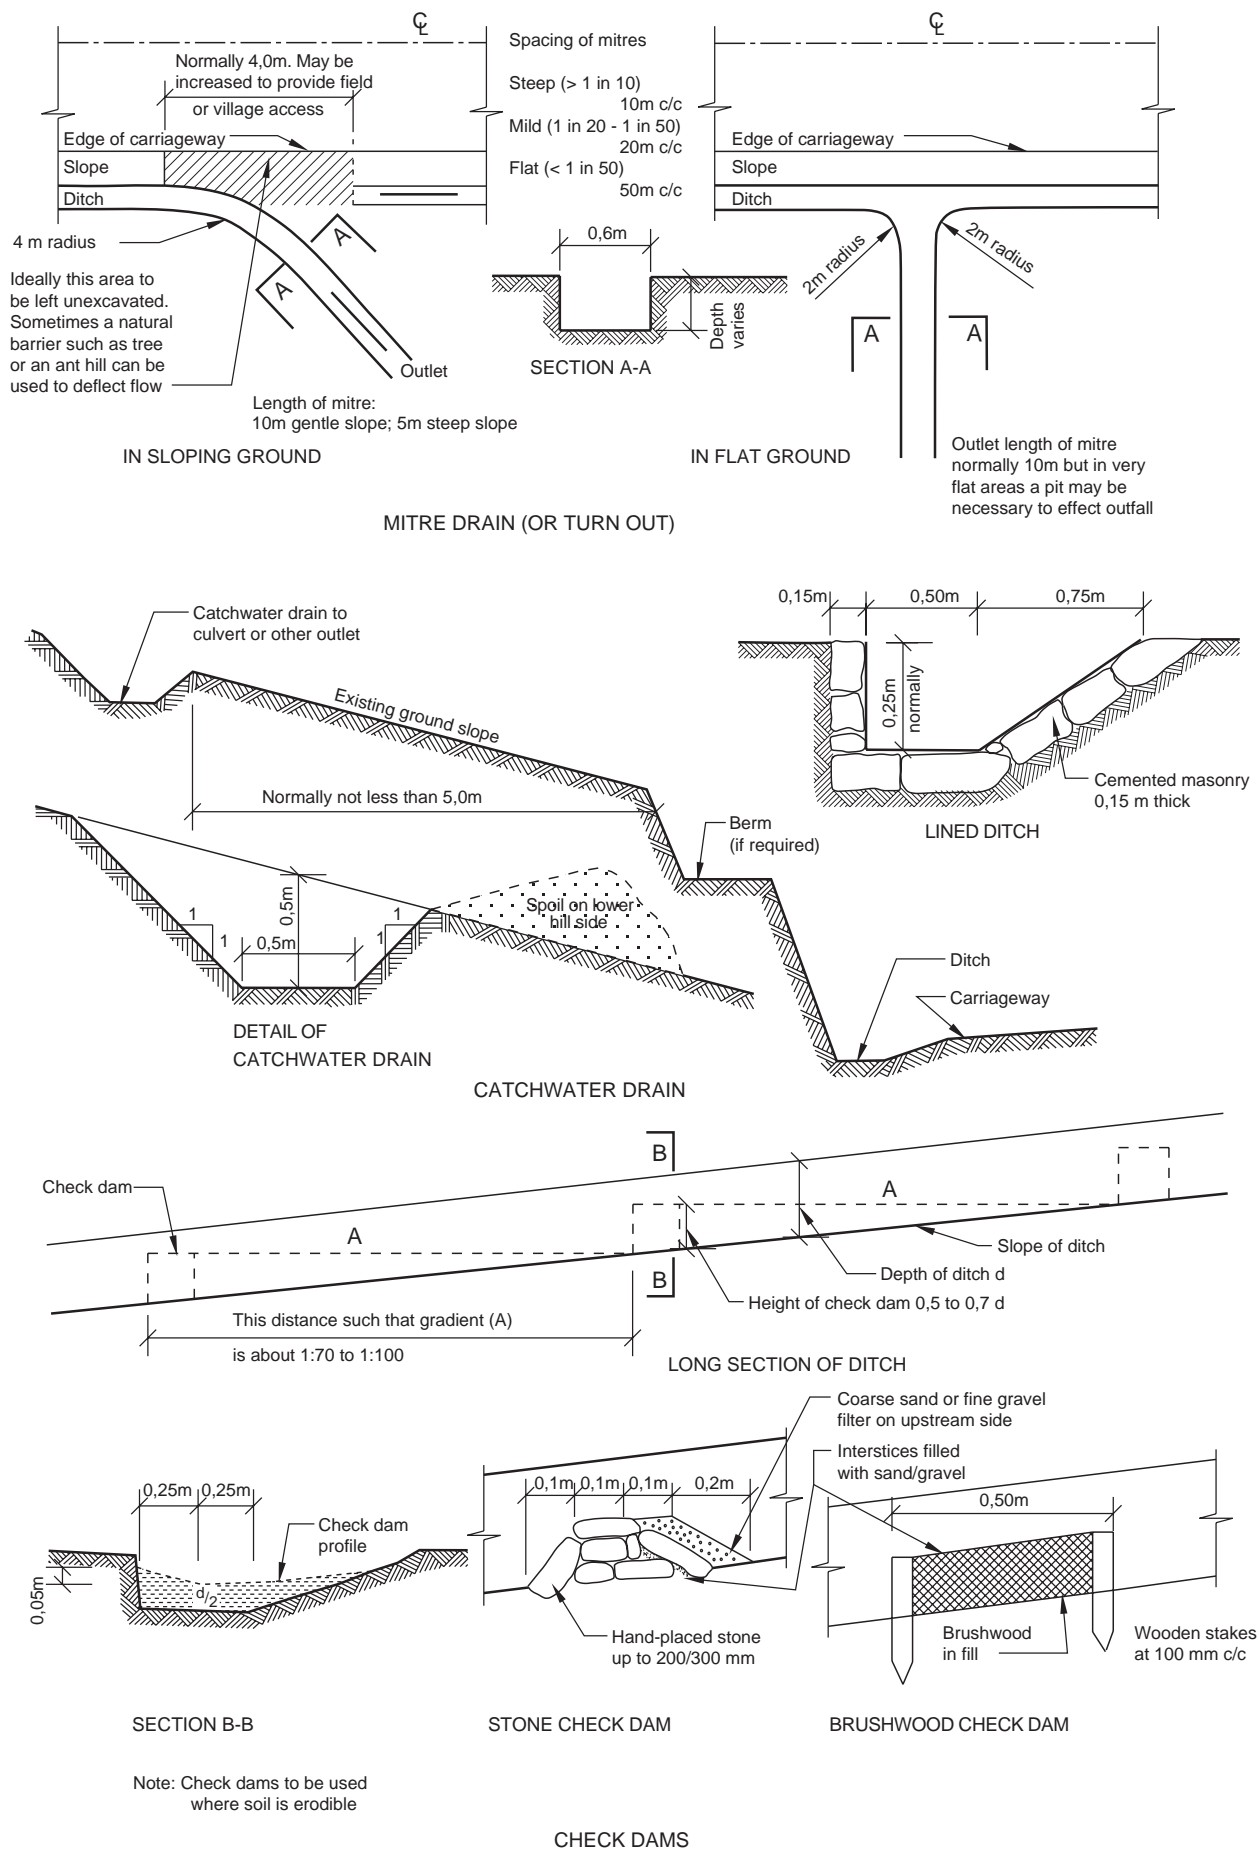 ℄
Normally 4,0m. May be
increased to provide field
or village access
Edge of carriageway
Slope
Ditch
4 m radius
A
A
Ideally this area to
be left unexcavated.
Sometimes a natural
barrier such as tree
or an ant hill can be
used to deflect flow
Outlet
Length of mitre:
10m gentle slope; 5m steep slope
IN SLOPING GROUND
Spacing of mitres
Steep (> 1 in 10)
10m c/c
Mild (1 in 20 - 1 in 50)
20m c/c
Flat (< 1 in 50)
50m c/c
0,6m
Depth
varies
SECTION A-A
℄
Edge of carriageway
Slope
Ditch
2m radius
2m radius
A
A
IN FLAT GROUND
Outlet length of mitre
normally 10m but in very
flat areas a pit may be
necessary to effect outfall
MITRE DRAIN (OR TURN OUT)
Catchwater drain to
culvert or other outlet
Existing ground slope
Normally not less than 5,0m
Berm
(if required)
0,5m
1
1
0,5m
1
1
Spoil on lower
hill side
Ditch
Carriageway
DETAIL OF
CATCHWATER DRAIN
CATCHWATER DRAIN
0,15m
0,50m
0,75m
0,25m
normally
Cemented masonry
0,15 m thick
LINED DITCH
Check dam
A
B
B
A
Slope of ditch
Depth of ditch d
Height of check dam 0,5 to 0,7 d
This distance such that gradient (A)
is about 1:70 to 1:100
LONG SECTION OF DITCH
0,25m
0,25m
Check dam
profile
0,05m
d/2
SECTION B-B
Coarse sand or fine gravel
filter on upstream side
Interstices filled
with sand/gravel
0,1m
0,1m
0,1m
0,2m
Hand-placed stone
up to 200/300 mm
STONE CHECK DAM
0,50m
Brushwood
in fill
Wooden stakes
at 100 mm c/c
BRUSHWOOD CHECK DAM
Note: Check dams to be used
where soil is erodible
CHECK DAMS